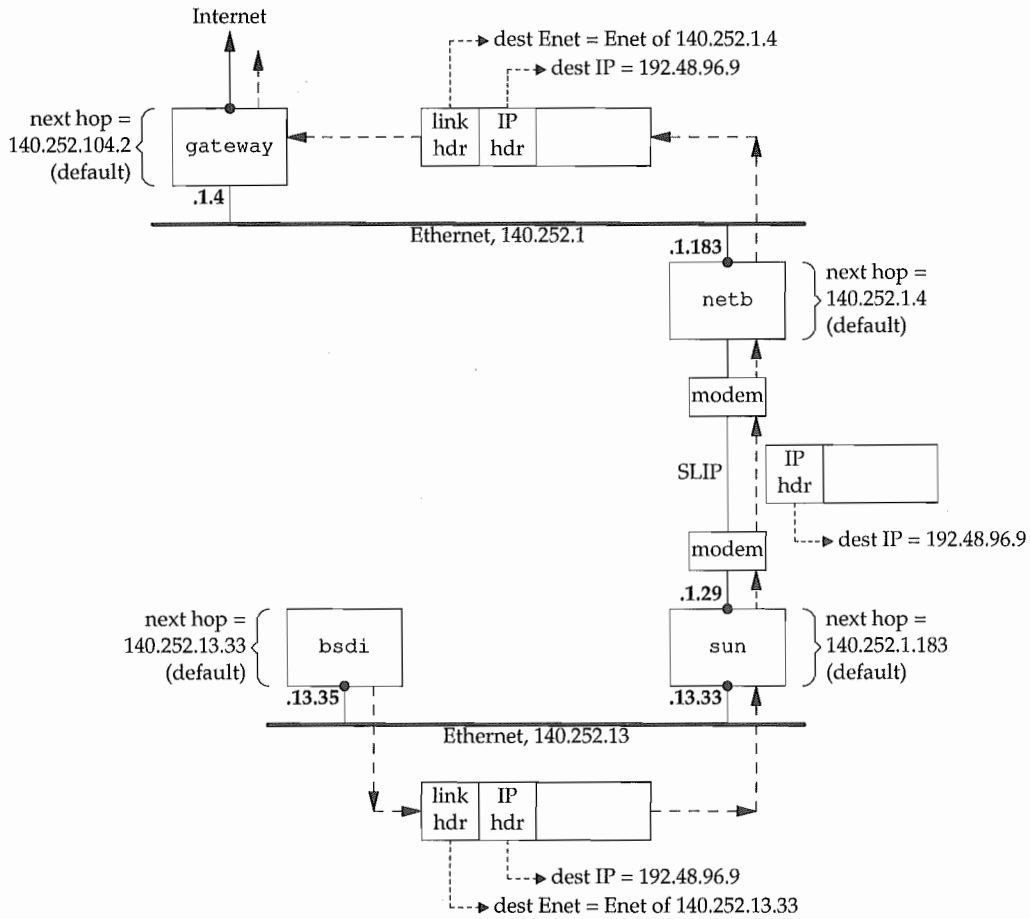 Internet
dest Enet = Enet of 140.252.1.4
dest IP = 192.48.96.9
next hop =
140.252.104.2
(default)
gateway
link
hdr
IP
hdr
.1.4
Ethernet, 140.252.1
.1.183
netb
next hop =
140.252.1.4
(default)
modem
SLIP
IP
hdr
dest IP = 192.48.96.9
modem
.1.29
next hop =
140.252.13.33
(default)
bsdi
sun
next hop =
140.252.1.183
(default)
.13.35
.13.33
Ethernet, 140.252.13
link
hdr
IP
hdr
dest IP = 192.48.96.9
dest Enet = Enet of 140.252.13.33